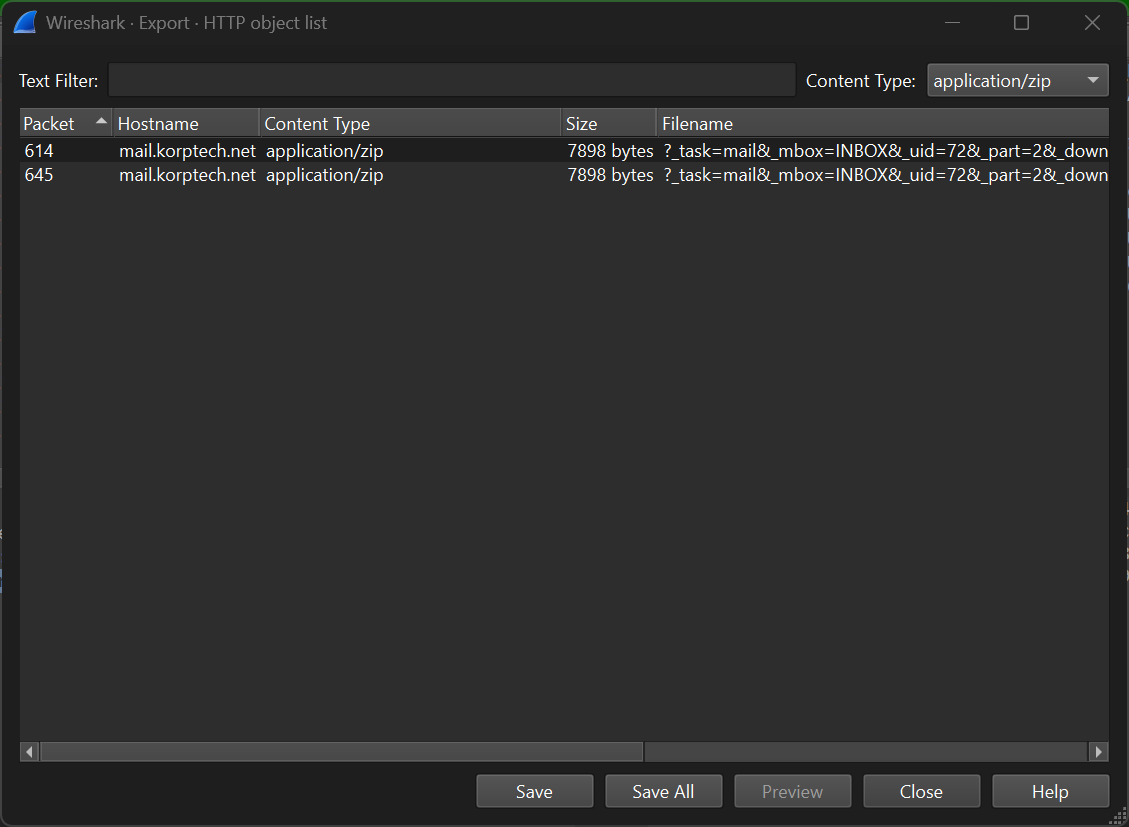 Wireshark · Export · HTTP object list
Text Filter: Content Type: application/zip
Packet Hostname Content Type Size Filename
614 mail.korptech.net application/zip 7898 bytes ?_task=mail&_mbox=INBOX&_uid=72&_part=2&_down
645 mail.korptech.net application/zip 7898 bytes ?_task=mail&_mbox=INBOX&_uid=72&_part=2&_down
Save Save All Preview Close Help